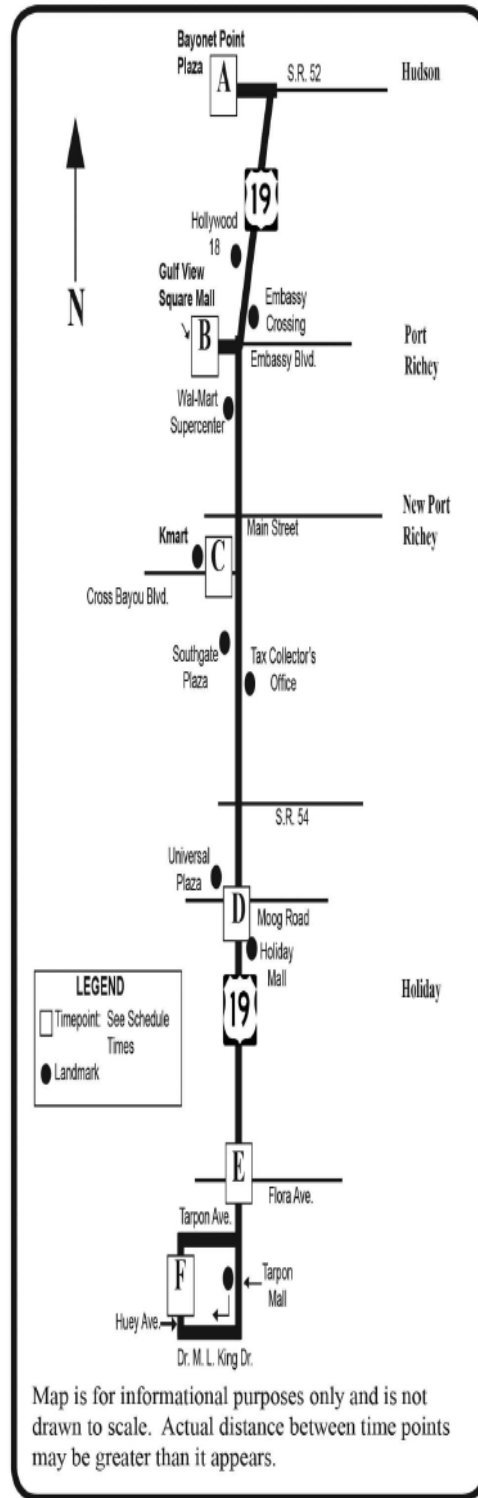 Bayonet Point
Plaza
A
S.R. 52
Hudson
19
Hollywood
18
N
Gulf View
Square Mall
Embassy
Crossing
B
Embassy Blvd.
Port
Richey
Wal-Mart
Supercenter
Main Street
New Port
Richey
Kmart
C
Cross Bayou Blvd.
Southgate
Plaza
Tax Collector's
Office
S.R. 54
Universal
Plaza
D
Moog Road
Holiday
Mall
19
Holiday
LEGEND
Timepoint: See Schedule
Times
Landmark
E
Flora Ave.
Tarpon Ave.
F
Tarpon
Mall
Huey Ave.
Dr. M. L. King Dr.
Map is for informational purposes only and is not
drawn to scale. Actual distance between time points
may be greater than it appears.